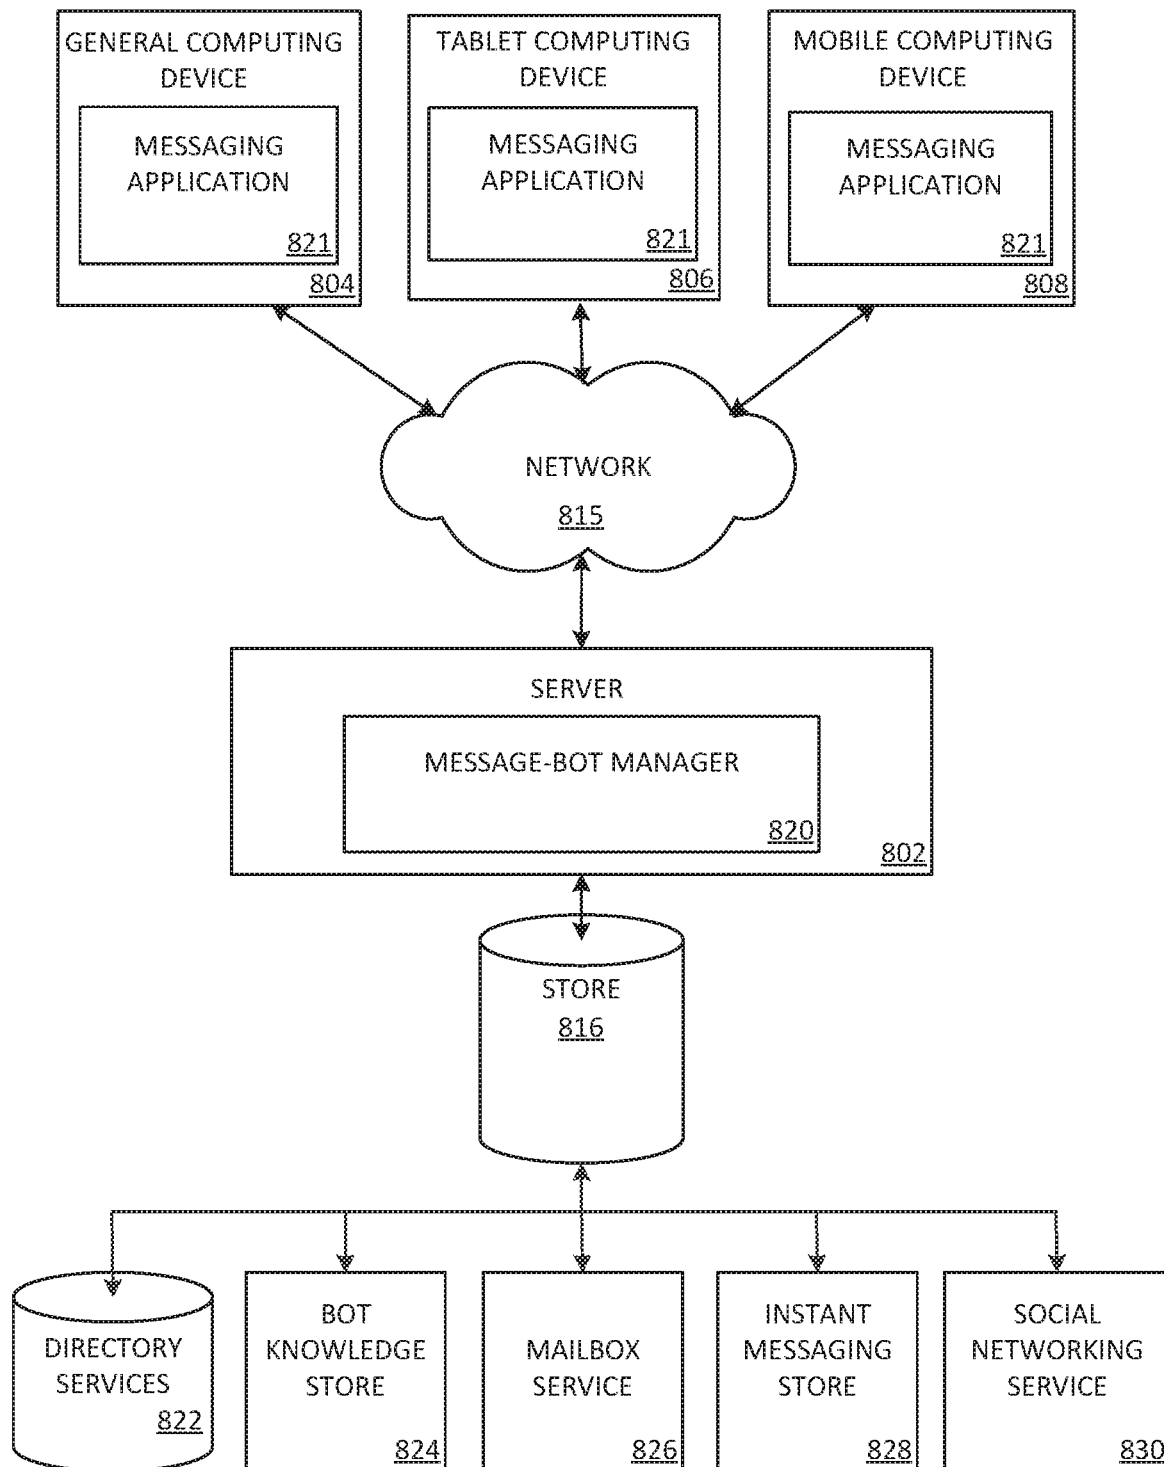 GENERAL COMPUTING
DEVICE
MESSAGING
APPLICATION
821
804
TABLET COMPUTING
DEVICE
MESSAGING
APPLICATION
821
806
MOBILE COMPUTING
DEVICE
MESSAGING
APPLICATION
821
808
NETWORK
815
SERVER
MESSAGE-BOT MANAGER
820
802
STORE
816
DIRECTORY
SERVICES
822
BOT
KNOWLEDGE
STORE
824
MAILBOX
SERVICE
826
INSTANT
MESSAGING
STORE
828
SOCIAL
NETWORKING
SERVICE
830